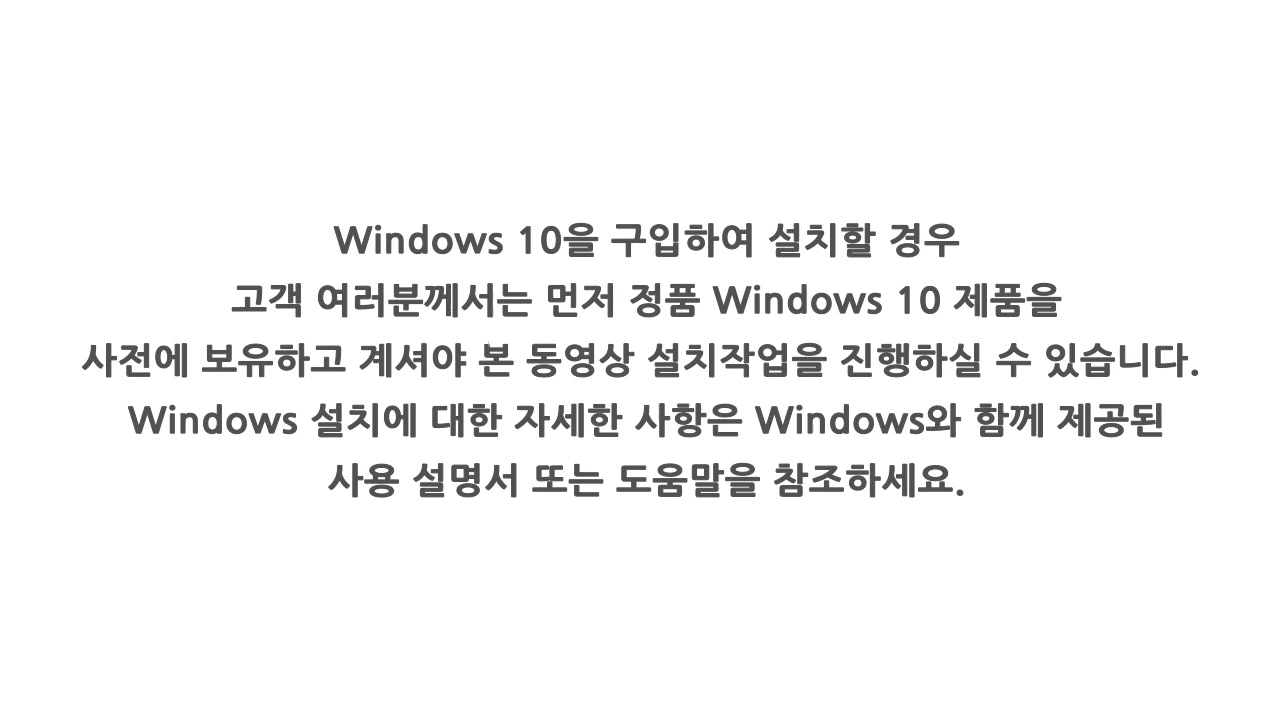 Windows 10을 구입하여 설치할 경우
고객 여러분께서는 먼저 정품 Windows 10 제품을
사전에 보유하고 계셔야 본 동영상 설치작업을 진행하실 수 있습니다.
Windows 설치에 대한 자세한 사항은 Windows와 함께 제공된
사용 설명서 또는 도움말을 참조하세요.